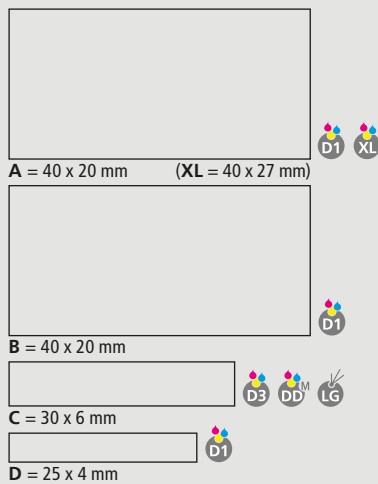 D1 XL
A = 40 x 20 mm (XL = 40 x 27 mm)
D1
B = 40 x 20 mm
D3 DD M LG
C = 30 x 6 mm
D1
D = 25 x 4 mm